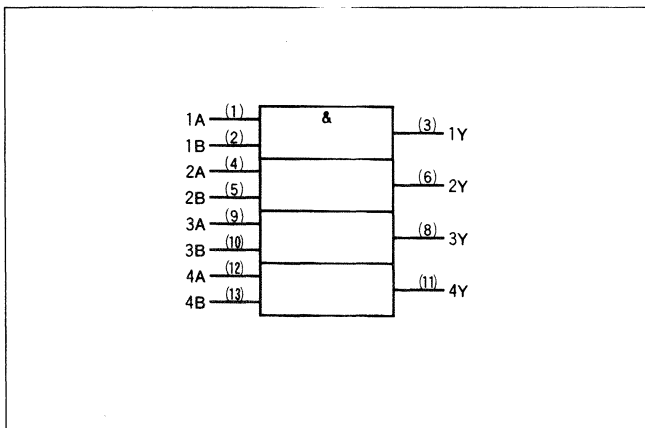 &
1A (1)
1B (2)
(3) 1Y
2A (4)
2B (5)
(6) 2Y
3A (9)
3B (10)
(8) 3Y
4A (12)
4B (13)
(11) 4Y